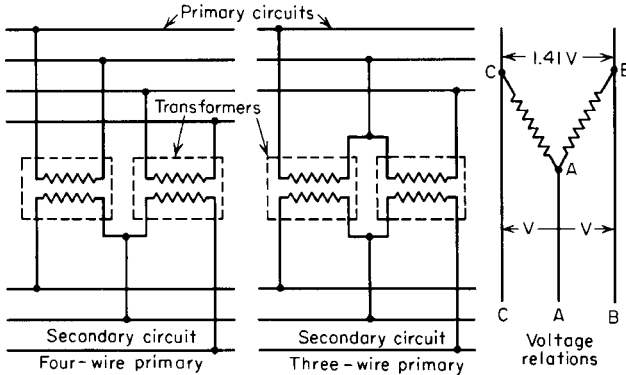 Primary circuits
Transformers
Secondary circuit
Four-wire primary
Secondary circuit
Three-wire primary
1.41 V
C
B
A
V
V
C
A
B
Voltage
relations